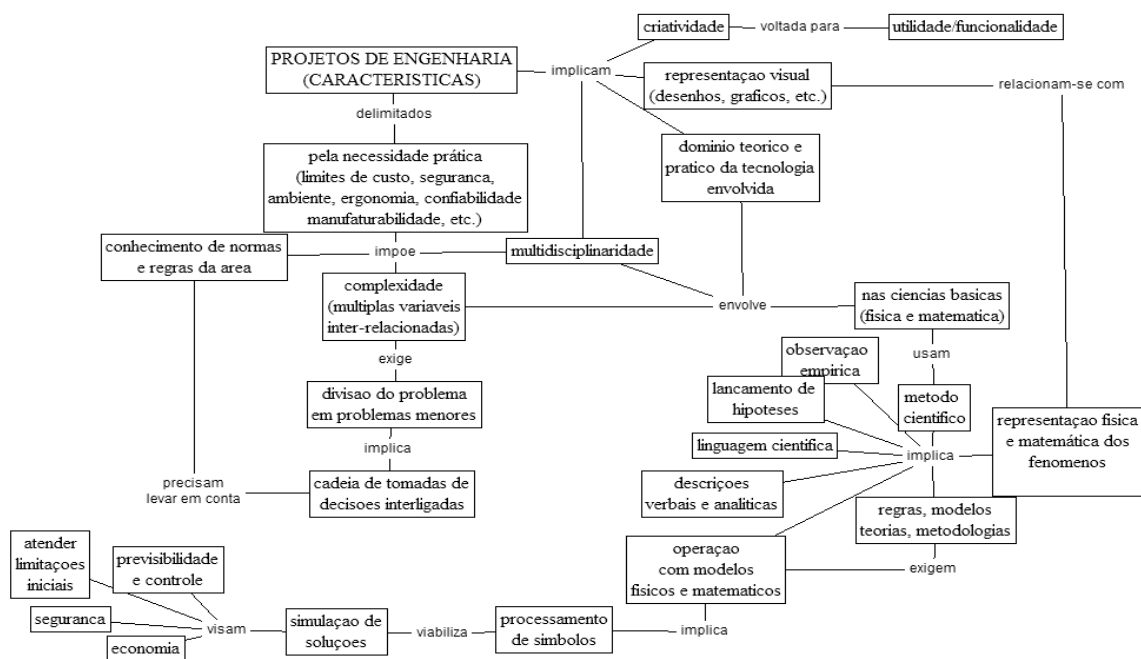 criatividade
voltada para
utilidade/funcionalidade
PROJETOS DE ENGENHARIA
(CARACTERISTICAS)
implicam
representaçao visual
(desenhos, graficos, etc.)
relacionam-se com
delimitados
dominio teorico e
pratico da tecnologia
envolvida
pela necessidade prática
(limites de custo, seguranca,
ambiente, ergonomia, confiabilidade
manufaturabilidade, etc.)
conhecimento de normas
e regras da area
impoe
multidisciplinaridade
complexidade
(multiplas variaveis
inter-relacionadas)
envolve
nas ciencias basicas
(fisica e matematica)
exige
usam
observaçao
empirica
lancamento de
hipoteses
metodo
cientifico
divisao do problema
em problemas menores
representaçao fisica
e matemática dos
fenomenos
linguagem cientifica
implica
implica
descriçoes
verbais e analiticas
precisam
levar em conta
cadeia de tomadas de
decisoes interligadas
regras, modelos
teorias, metodologias
atender
limitaçoes
iniciais
previsibilidade
e controle
operaçao
com modelos
fisicos e matematicos
exigem
seguranca
visam
simulaçao de
soluçoes
viabiliza
processamento
de simbolos
implica
economia